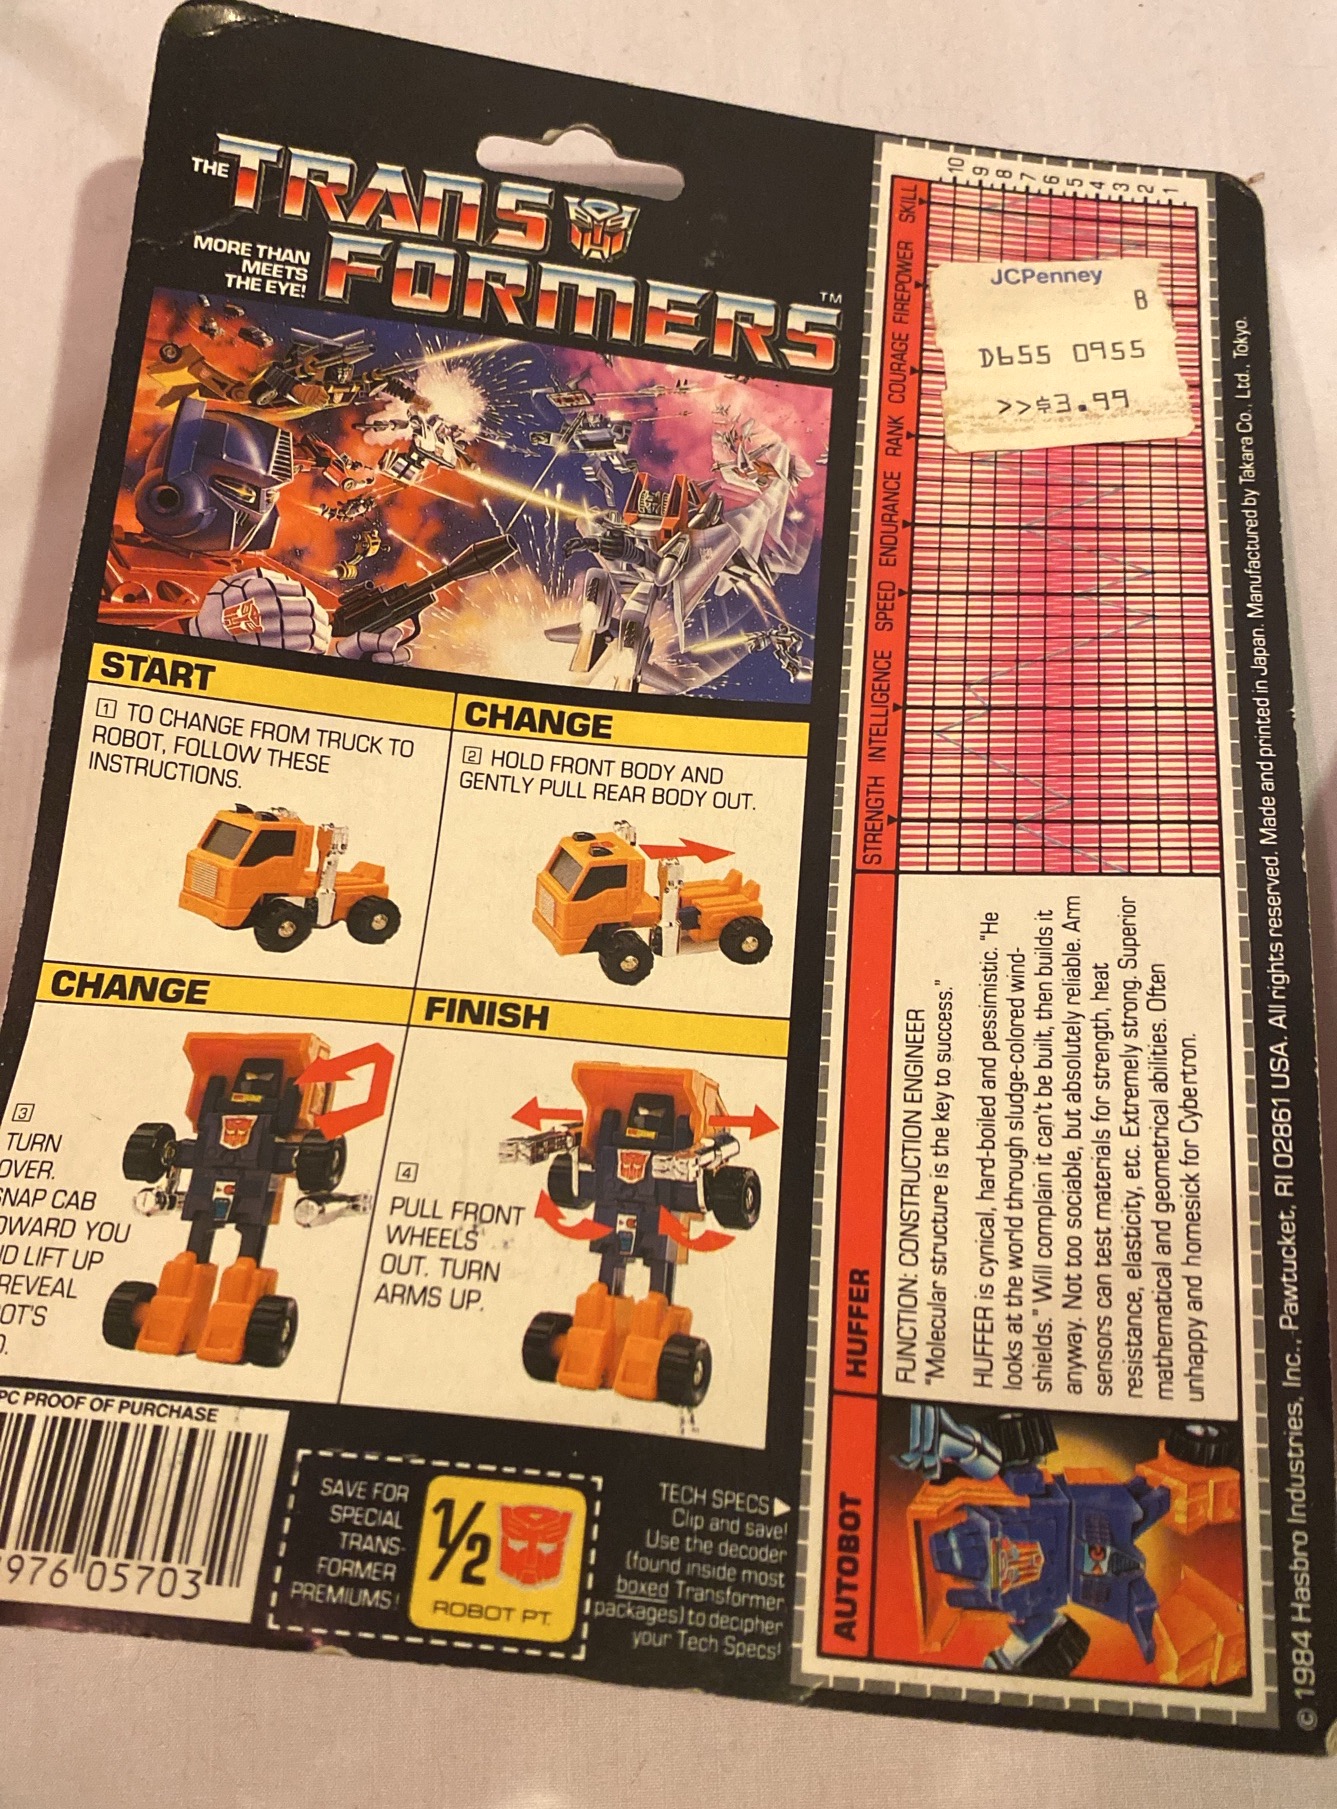 THE TRANSFORMERS™
MORE THAN
MEETS
THE EYE!
START
1 TO CHANGE FROM TRUCK TO
ROBOT, FOLLOW THESE
INSTRUCTIONS.
CHANGE
2 HOLD FRONT BODY AND
GENTLY PULL REAR BODY OUT.
CHANGE
3
TURN
OVER.
SNAP CAB
TOWARD YOU
AND LIFT UP
REVEAL
FINISH
4
PULL FRONT
WHEELS
OUT. TURN
ARMS UP.
PC PROOF OF PURCHASE
976 05703
SAVE FOR
SPECIAL
TRANS-
FORMER
PREMIUMS!
1/2
ROBOT PT.
TECH SPECS ▶
Clip and save!
Use the decoder
(found inside most
boxed Transformer
packages) to decipher
your Tech Specs!
AUTOBOT
HUFFER
FUNCTION: CONSTRUCTION ENGINEER
"Molecular structure is the key to success."
HUFFER is cynical, hard-boiled and pessimistic. "He
looks at the world through sludge-colored wind-
shields." Will complain it can't be built, then builds it
anyway. Not too sociable, but absolutely reliable. Arm
sensors can test materials for strength, heat
resistance, elasticity, etc. Extremely strong. Superior
mathematical and geometrical abilities. Often
unhappy and homesick for Cybertron.
STRENGTH INTELLIGENCE SPEED ENDURANCE RANK COURAGE FIREPOWER SKILL
10
9
8
7
6
5
4
3
2
1
JCPenney
B
D655 0955
>>$3.99
© 1984 Hasbro Industries, Inc., Pawtucket, RI 02861 USA. All rights reserved. Made and printed in Japan. Manufactured by Takara Co., Ltd., Tokyo.